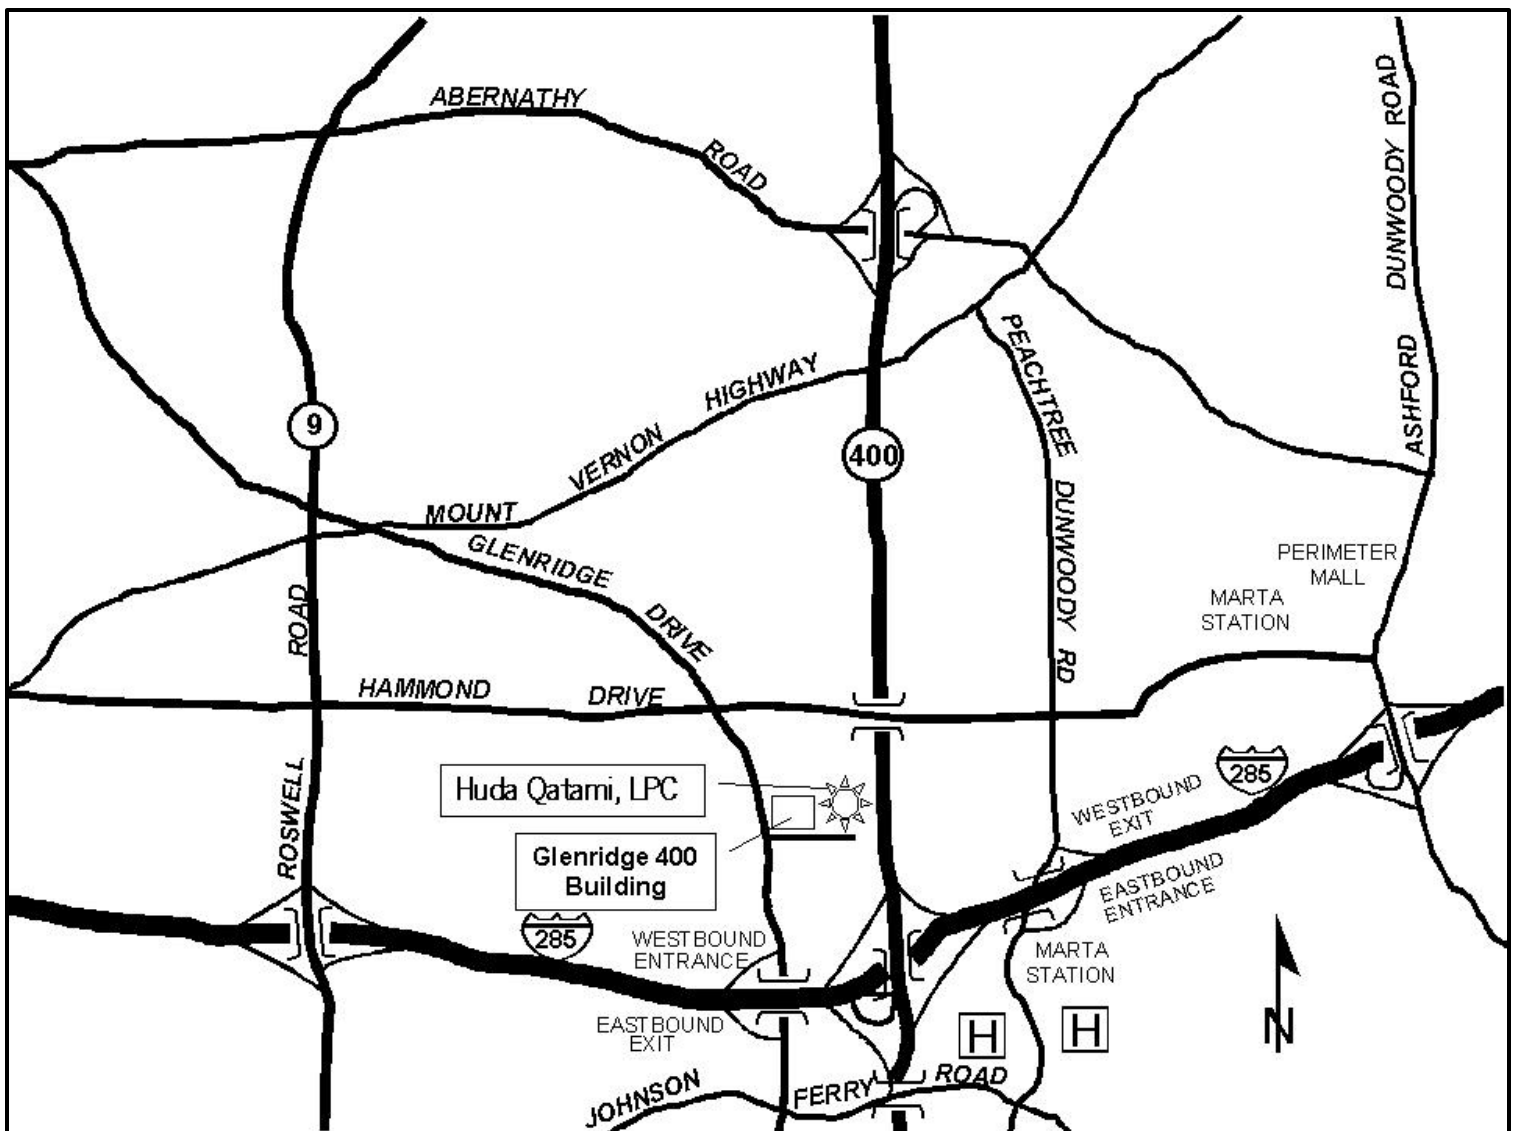 ABERNATHY
ROAD
DUNWOODY ROAD
ASHFORD
PEACHTREE
DUNWOODY RD
HIGHWAY
VERNON
MOUNT
9
400
GLENRIDGE
DRIVE
PERIMETER
MALL
MARTA
STATION
ROAD
HAMMOND
DRIVE
ROSWELL
Huda Qatami, LPC
Glenridge 400
Building
285
WESTBOUND
EXIT
EASTBOUND
ENTRANCE
285
WESTBOUND
ENTRANCE
EASTBOUND
EXIT
MARTA
STATION
H
H
N
JOHNSON
FERRY
ROAD